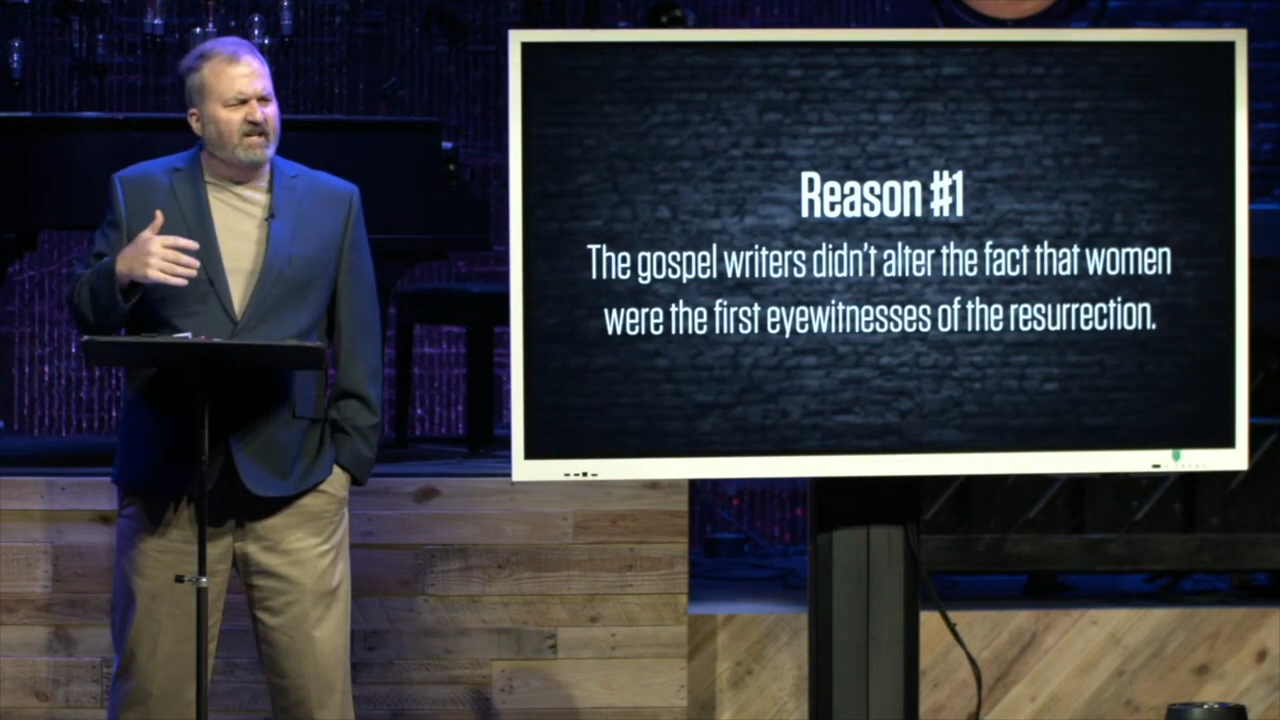 Reason #1
The gospel writers didn't alter the fact that women
were the first eyewitnesses of the resurrection.